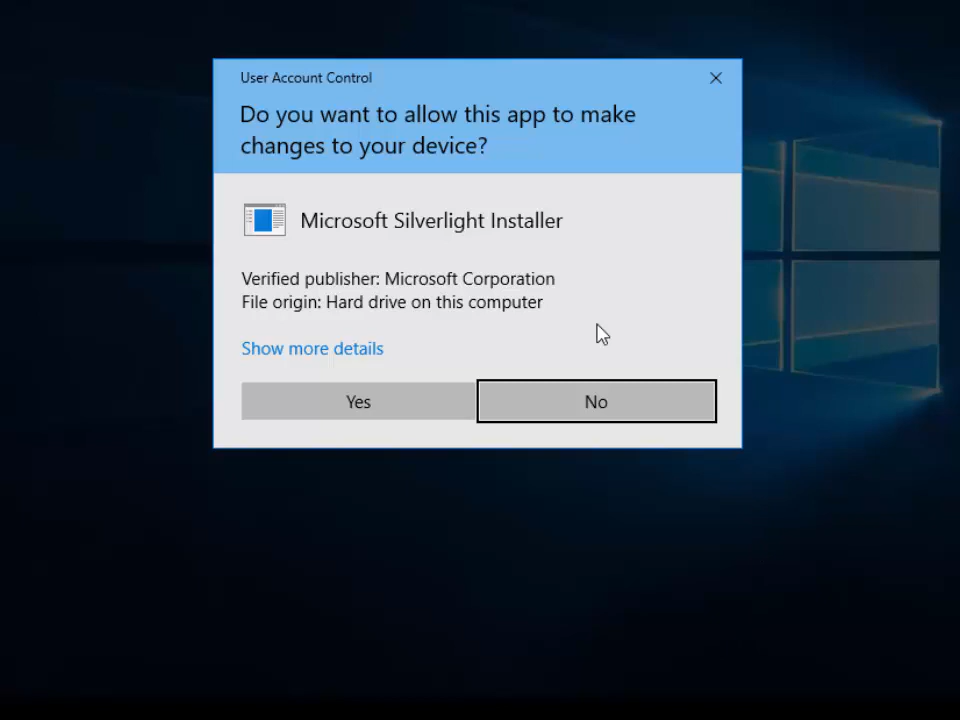 User Account Control
Do you want to allow this app to make
changes to your device?
Microsoft Silverlight Installer
Verified publisher: Microsoft Corporation
File origin: Hard drive on this computer
Show more details
Yes
No